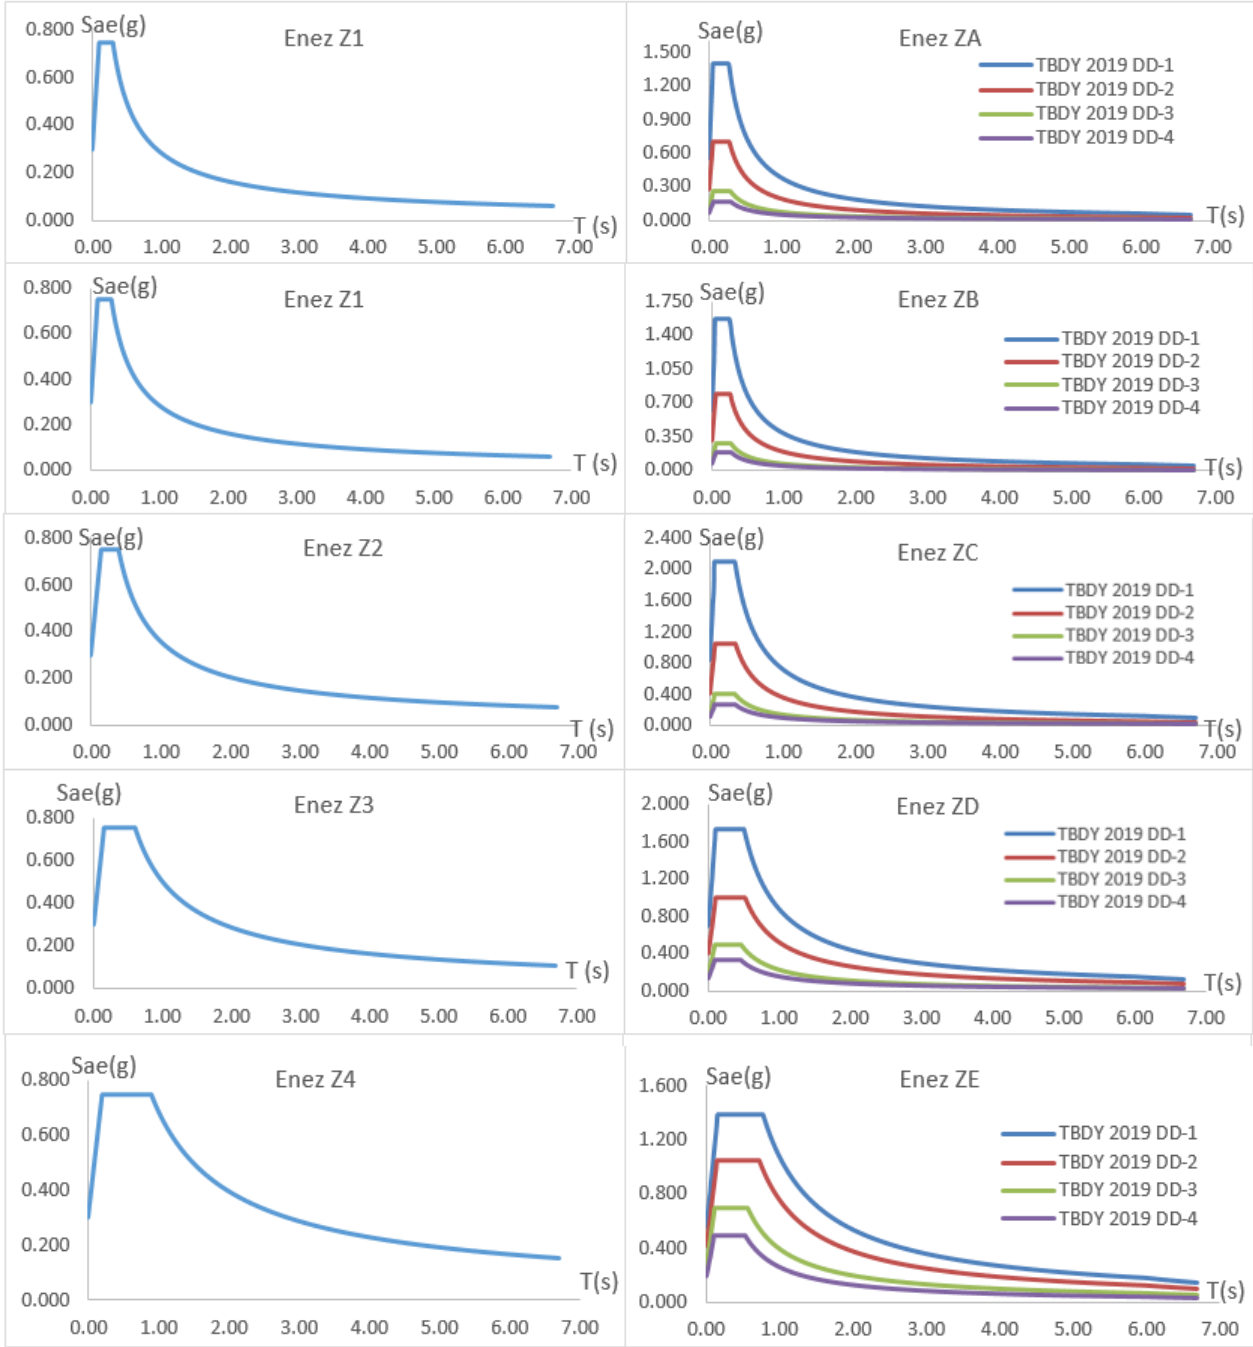 Sae(g)
Enez Z1
0.800
0.600
0.400
0.200
0.000
T (s)
0.00 1.00 2.00 3.00 4.00 5.00 6.00 7.00
Sae(g)
Enez ZA
1.500
1.200
0.900
0.600
0.300
0.000
TBDY 2019 DD-1
TBDY 2019 DD-2
TBDY 2019 DD-3
TBDY 2019 DD-4
T(s)
0.00 1.00 2.00 3.00 4.00 5.00 6.00 7.00
Sae(g)
Enez Z1
0.800
0.600
0.400
0.200
0.000
T (s)
0.00 1.00 2.00 3.00 4.00 5.00 6.00 7.00
Sae(g)
Enez ZB
1.750
1.400
1.050
0.700
0.350
0.000
TBDY 2019 DD-1
TBDY 2019 DD-2
TBDY 2019 DD-3
TBDY 2019 DD-4
T(s)
0.00 1.00 2.00 3.00 4.00 5.00 6.00 7.00
Sae(g)
Enez Z2
0.800
0.600
0.400
0.200
0.000
T (s)
0.00 1.00 2.00 3.00 4.00 5.00 6.00 7.00
Sae(g)
Enez ZC
2.400
2.000
1.600
1.200
0.800
0.400
0.000
TBDY 2019 DD-1
TBDY 2019 DD-2
TBDY 2019 DD-3
TBDY 2019 DD-4
T(s)
0.00 1.00 2.00 3.00 4.00 5.00 6.00 7.00
Sae(g)
Enez Z3
0.800
0.600
0.400
0.200
0.000
T (s)
0.00 1.00 2.00 3.00 4.00 5.00 6.00 7.00
Sae(g)
Enez ZD
2.000
1.600
1.200
0.800
0.400
0.000
TBDY 2019 DD-1
TBDY 2019 DD-2
TBDY 2019 DD-3
TBDY 2019 DD-4
T(s)
0.00 1.00 2.00 3.00 4.00 5.00 6.00 7.00
Sae(g)
Enez Z4
0.800
0.600
0.400
0.200
0.000
T(s)
0.00 1.00 2.00 3.00 4.00 5.00 6.00 7.00
Sae(g)
Enez ZE
1.600
1.200
0.800
0.400
0.000
TBDY 2019 DD-1
TBDY 2019 DD-2
TBDY 2019 DD-3
TBDY 2019 DD-4
T(s)
0.00 1.00 2.00 3.00 4.00 5.00 6.00 7.00